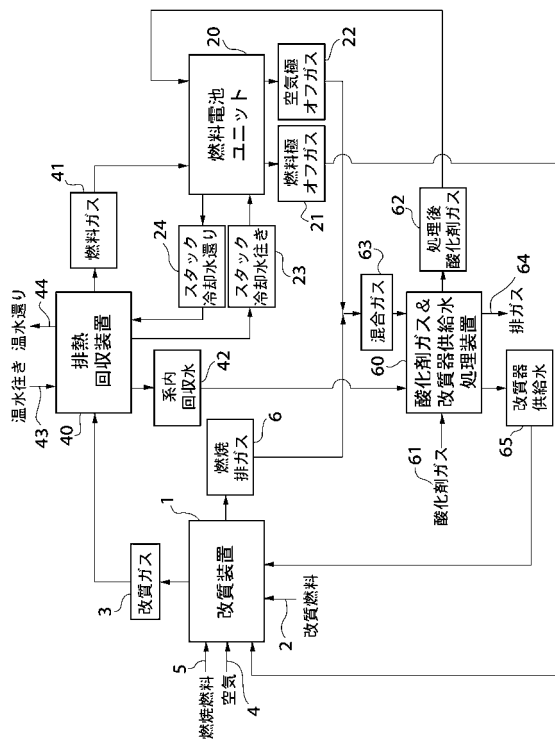 温水往き
温水還り
43
44
40
排熱
回収装置
41
燃料ガス
24
スタック
冷却水還り
スタック
冷却水往き
23
20
燃料電池
ユニット
22
空気極
オフガス
燃料極
オフガス
21
系内
回収水
42
3
改質ガス
1
改質装置
6
燃焼
排ガス
63
混合ガス
60
酸化剤ガス&
改質器供給水
処理装置
62
処理後
酸化剤ガス
61
酸化剤ガス
64
排ガス
65
改質器
供給水
5
燃焼燃料
空気
4
2
改質燃料